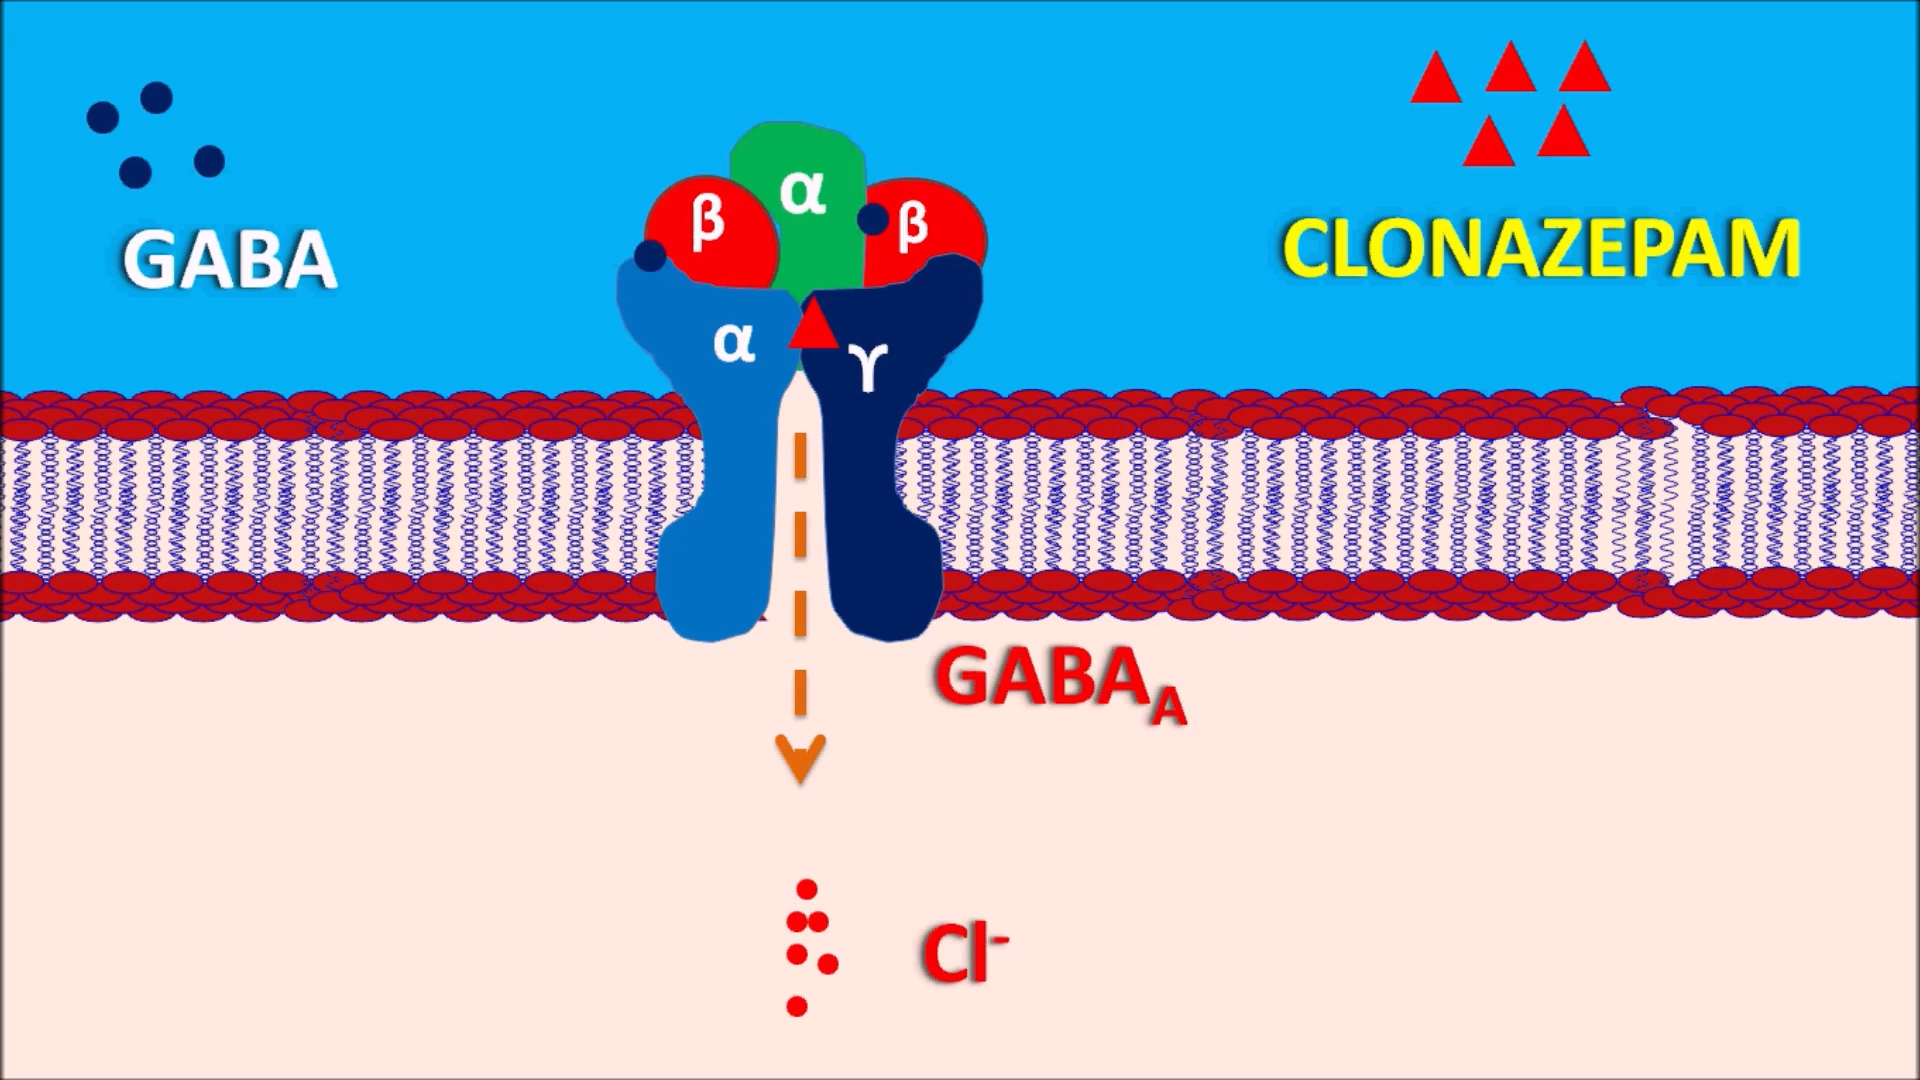 GABA
CLONAZEPAM
α
β
β
α
ɤ
GABAA
Cl-